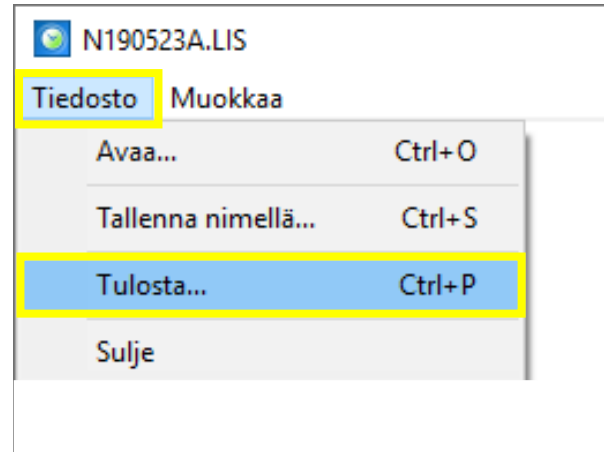 N190523A.LIS
Tiedosto Muokkaa
Avaa... Ctrl+O
Tallenna nimellä... Ctrl+S
Tulosta... Ctrl+P
Sulje